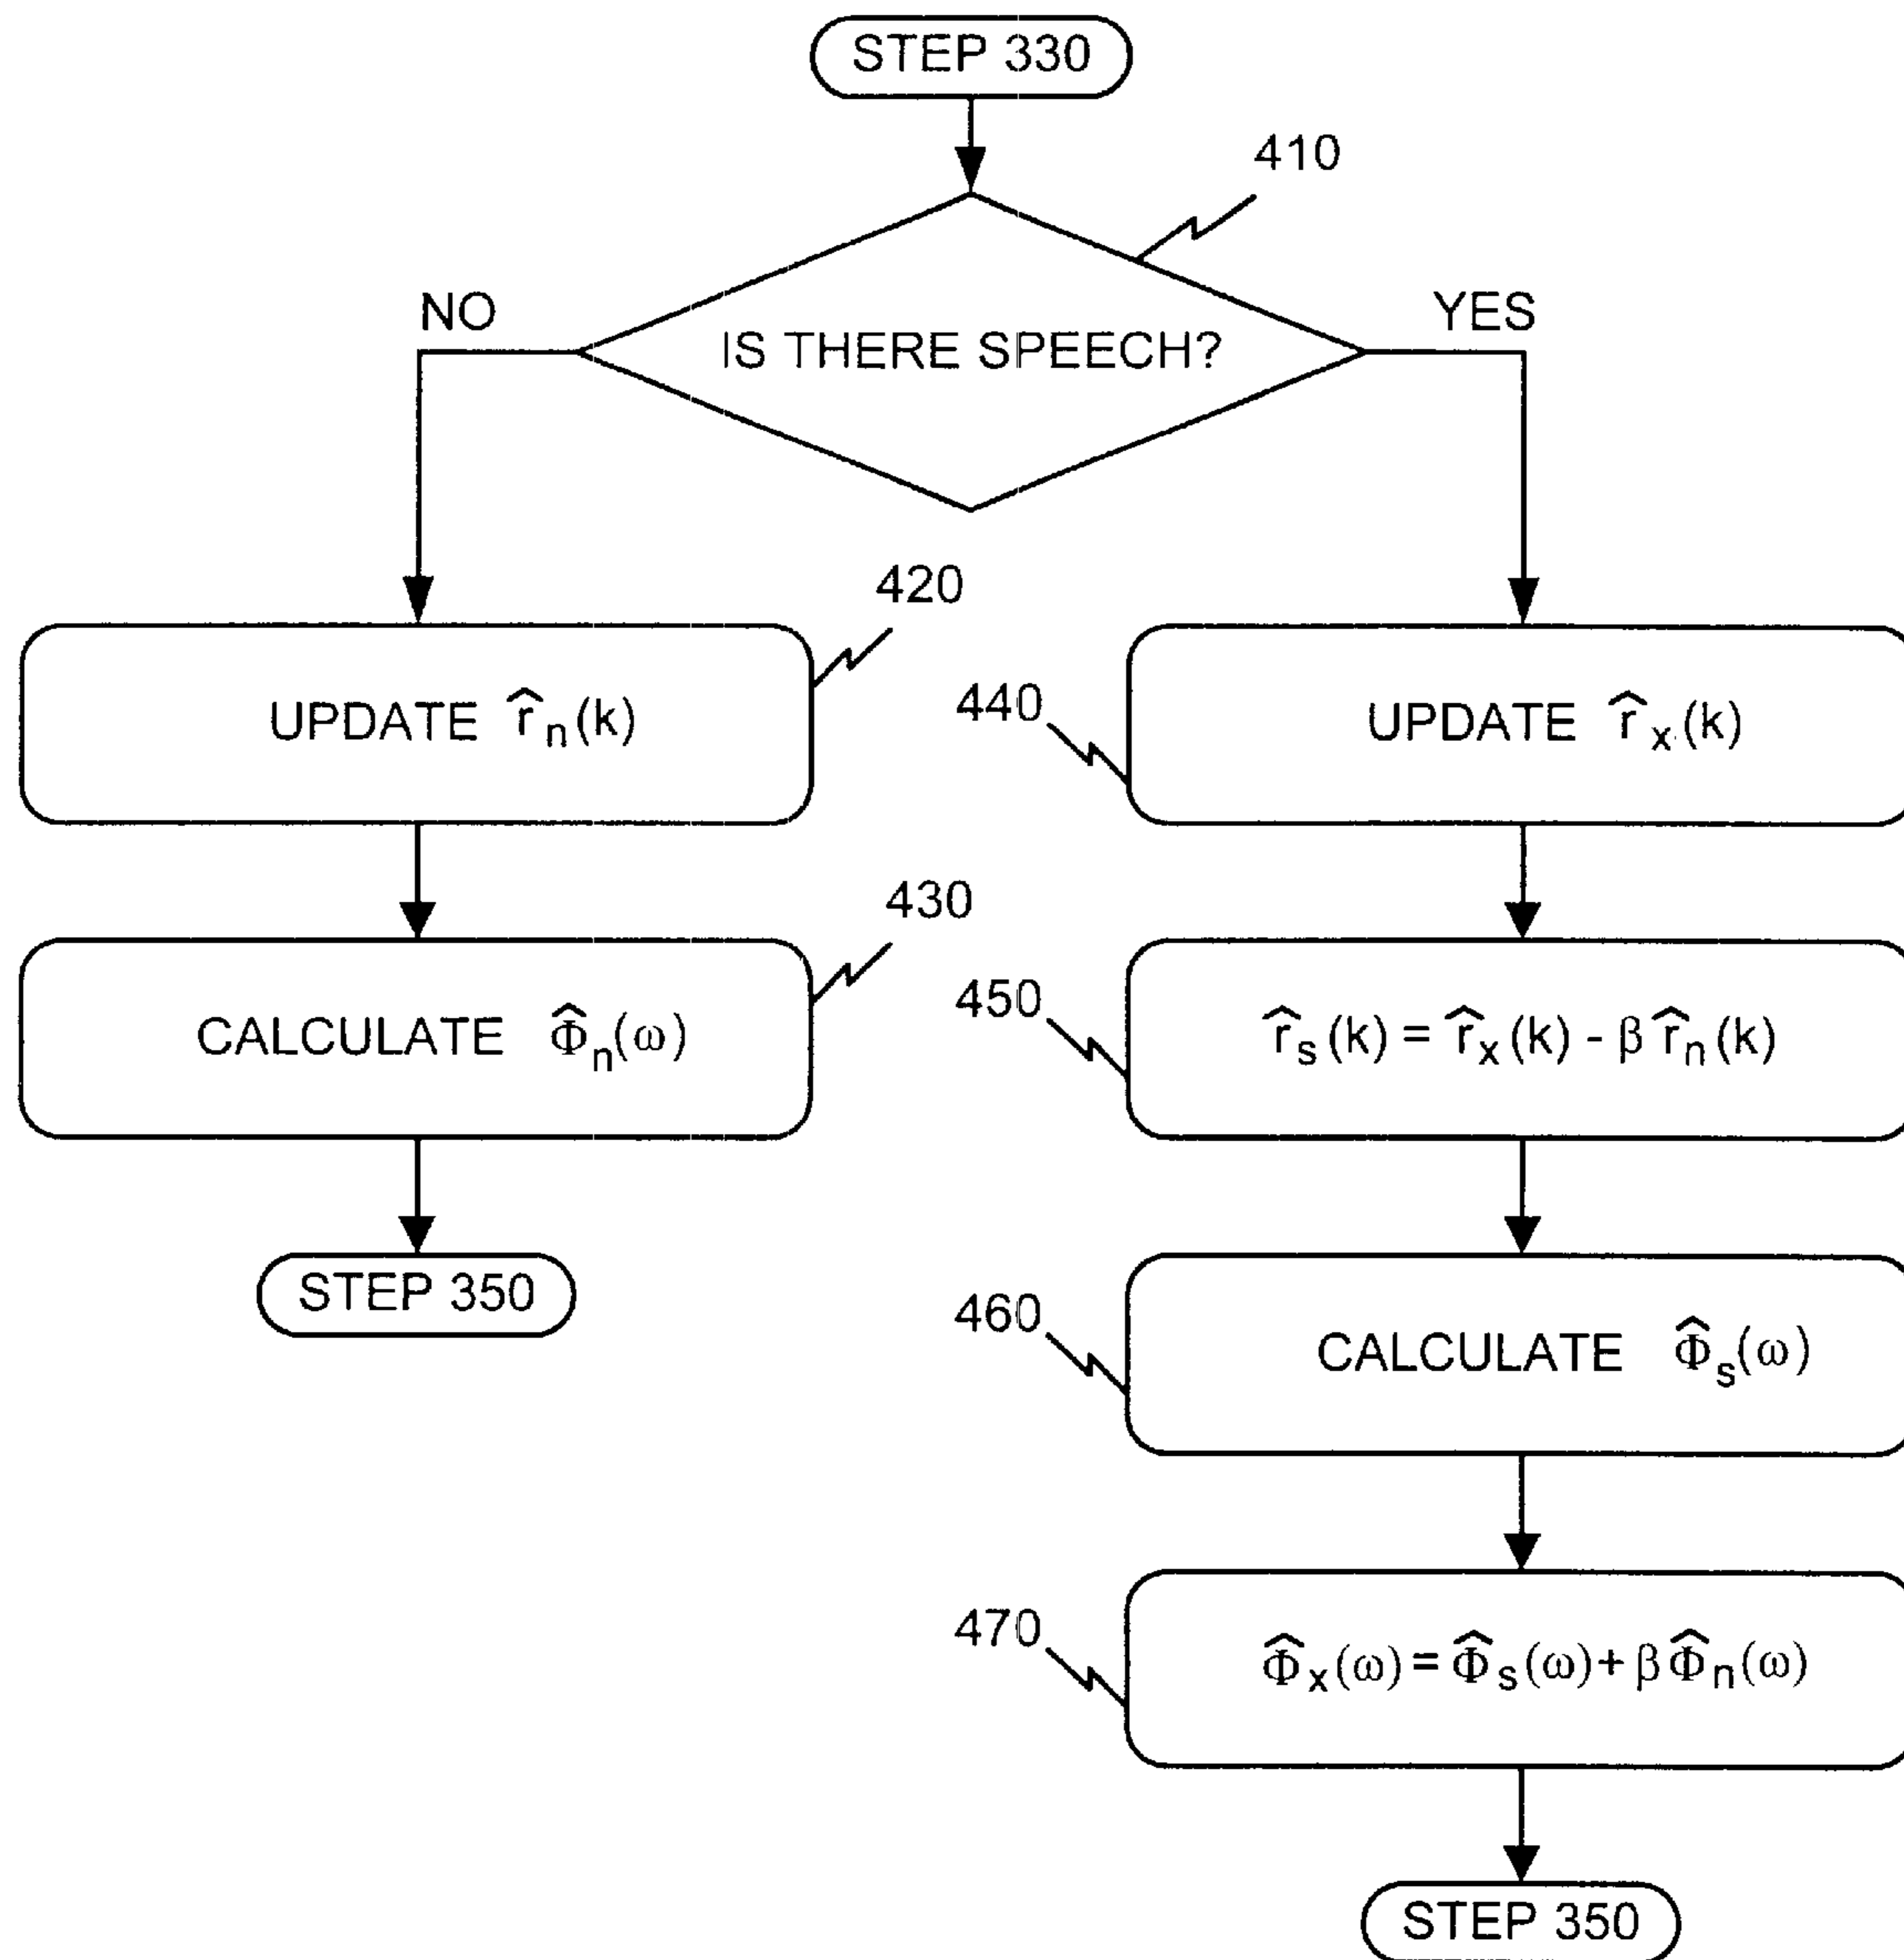 STEP 330
410
NO
YES
IS THERE SPEECH?
420
UPDATE r̂ₙ(k)
430
CALCULATE Φ̂ₙ(ω)
STEP 350
440
UPDATE r̂ₓ(k)
450
r̂ₛ(k) = r̂ₓ(k) - β r̂ₙ(k)
460
CALCULATE Φ̂ₛ(ω)
470
Φ̂ₓ(ω) = Φ̂ₛ(ω) + β Φ̂ₙ(ω)
STEP 350